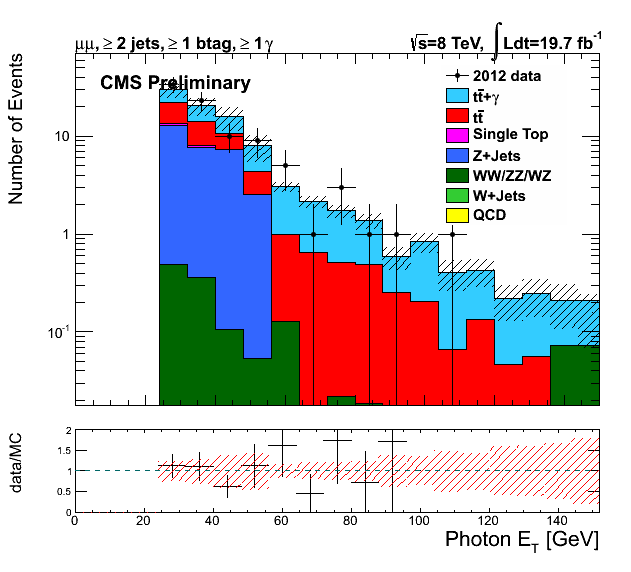 μμ, ≥ 2 jets, ≥ 1 btag, ≥ 1 γ
√s=8 TeV, ∫Ldt=19.7 fb⁻¹
CMS Preliminary
Number of Events
10
1
10⁻¹
2012 data
tt̄+γ
tt̄
Single Top
Z+Jets
WW/ZZ/WZ
W+Jets
QCD
data/MC
2
1.5
1
0.5
0
0 20 40 60 80 100 120 140
Photon E_T [GeV]